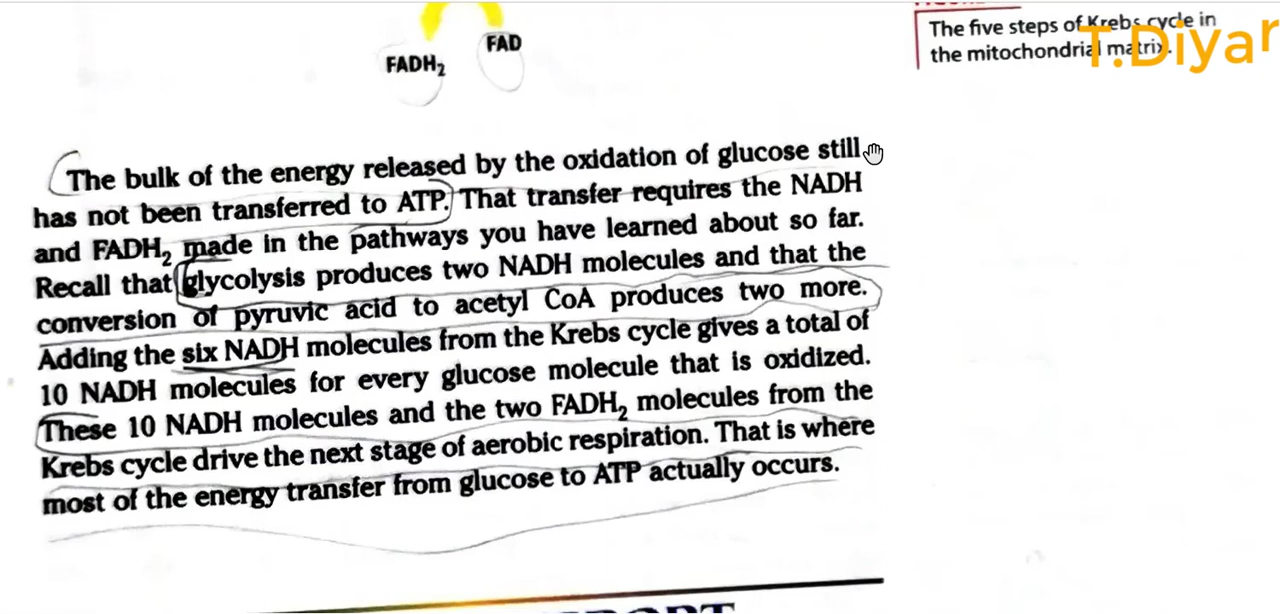 FADH₂
FAD
The five steps of Krebs cycle in
the mitochondrial matrix.
T.Diyar
The bulk of the energy released by the oxidation of glucose still
has not been transferred to ATP. That transfer requires the NADH
and FADH₂ made in the pathways you have learned about so far.
Recall that glycolysis produces two NADH molecules and that the
conversion of pyruvic acid to acetyl CoA produces two more.
Adding the six NADH molecules from the Krebs cycle gives a total of
10 NADH molecules for every glucose molecule that is oxidized.
These 10 NADH molecules and the two FADH₂ molecules from the
Krebs cycle drive the next stage of aerobic respiration. That is where
most of the energy transfer from glucose to ATP actually occurs.